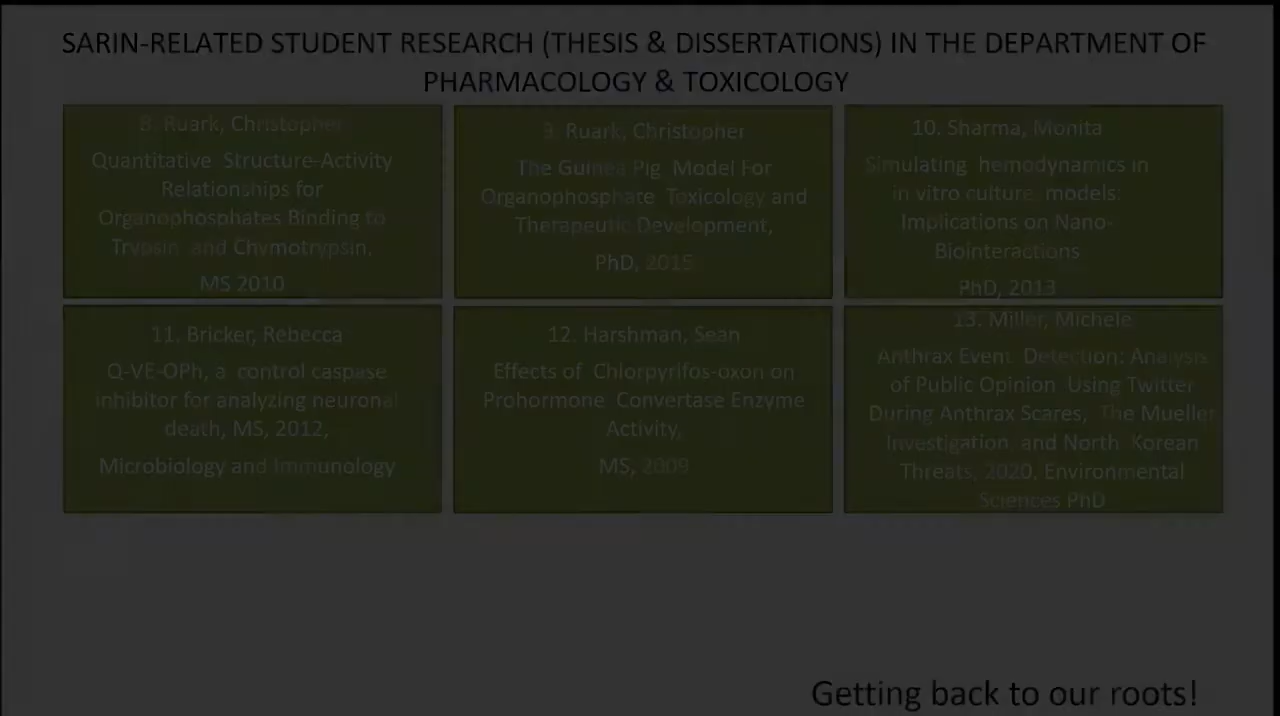 SARIN-RELATED STUDENT RESEARCH (THESIS & DISSERTATIONS) IN THE DEPARTMENT OF
PHARMACOLOGY & TOXICOLOGY
8. Ruark, Christopher
Quantitative Structure-Activity
Relationships for
Organophosphates Binding to
Trypsin and Chymotrypsin,
MS 2010
9. Ruark, Christopher
The Guinea Pig Model For
Organophosphate Toxicology and
Therapeutic Development,
PhD, 2015
10. Sharma, Monita
Simulating hemodynamics in
in vitro culture models:
Implications on Nano-
Biointeractions
PhD, 2013
11. Bricker, Rebecca
Q-VE-OPh, a control caspase
inhibitor for analyzing neuronal
death, MS, 2012,
Microbiology and Immunology
12. Harshman, Sean
Effects of Chlorpyrifos-oxon on
Prohormone Convertase Enzyme
Activity,
MS, 2009
13. Miller, Michele
Anthrax Event Detection: Analysis
of Public Opinion Using Twitter
During Anthrax Scares, The Mueller
Investigation, and North Korean
Threats, 2020, Environmental
Sciences PhD
Getting back to our roots!